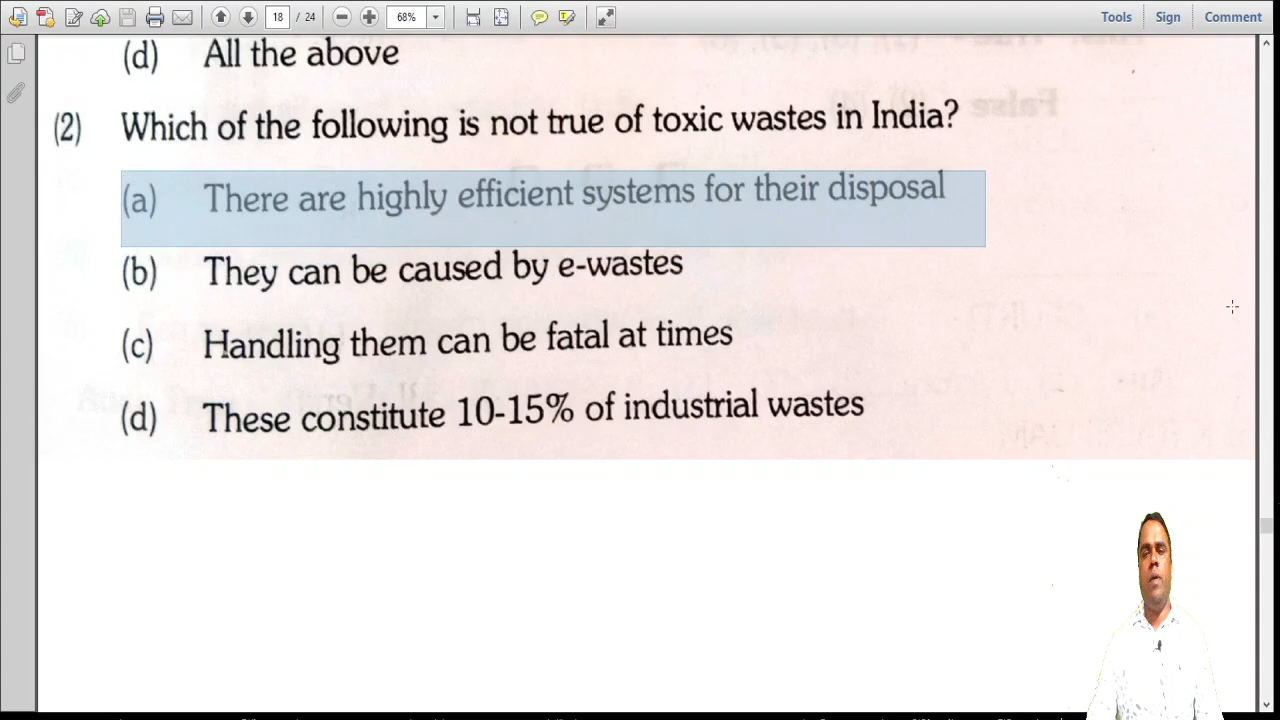 18 / 24 68% Tools Sign Comment
(d) All the above
(2) Which of the following is not true of toxic wastes in India?
False
(a) There are highly efficient systems for their disposal
(b) They can be caused by e-wastes
(c) Handling them can be fatal at times
(d) These constitute 10-15% of industrial wastes